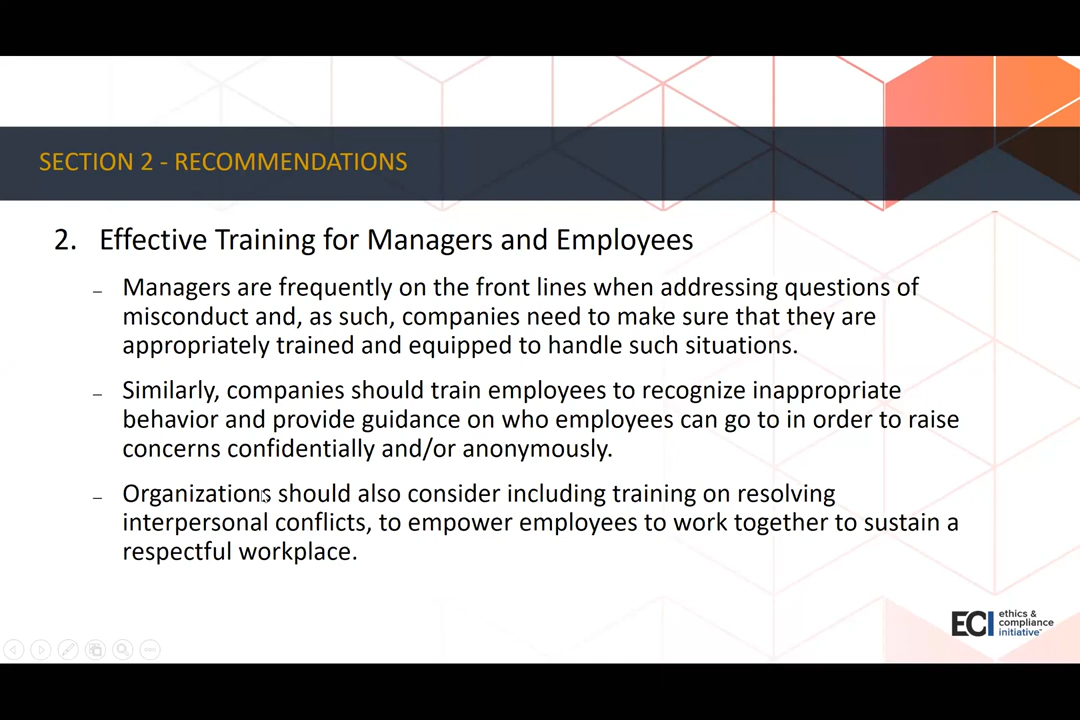 SECTION 2 - RECOMMENDATIONS
2. Effective Training for Managers and Employees
– Managers are frequently on the front lines when addressing questions of
misconduct and, as such, companies need to make sure that they are
appropriately trained and equipped to handle such situations.
– Similarly, companies should train employees to recognize inappropriate
behavior and provide guidance on who employees can go to in order to raise
concerns confidentially and/or anonymously.
– Organizations should also consider including training on resolving
interpersonal conflicts, to empower employees to work together to sustain a
respectful workplace.
ECI
ethics &
compliance
initiative™